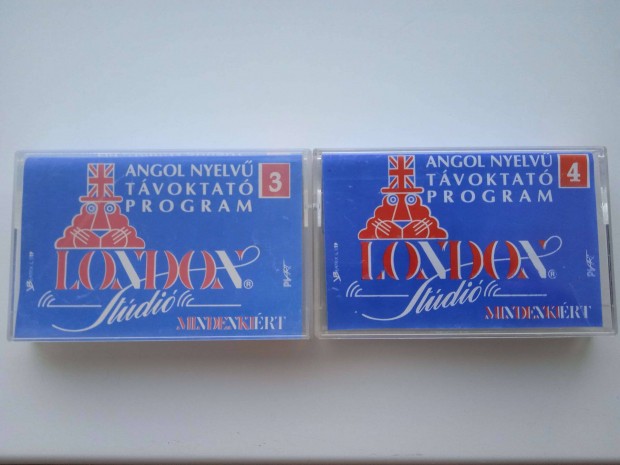 ANGOL NYELVŰ
TÁVOKTATÓ
PROGRAM
3
LONDON®
Stúdió
MINDENKIÉRT
ANGOL NYELVŰ
TÁVOKTATÓ
PROGRAM
4
LONDON®
Stúdió
MINDENKIÉRT